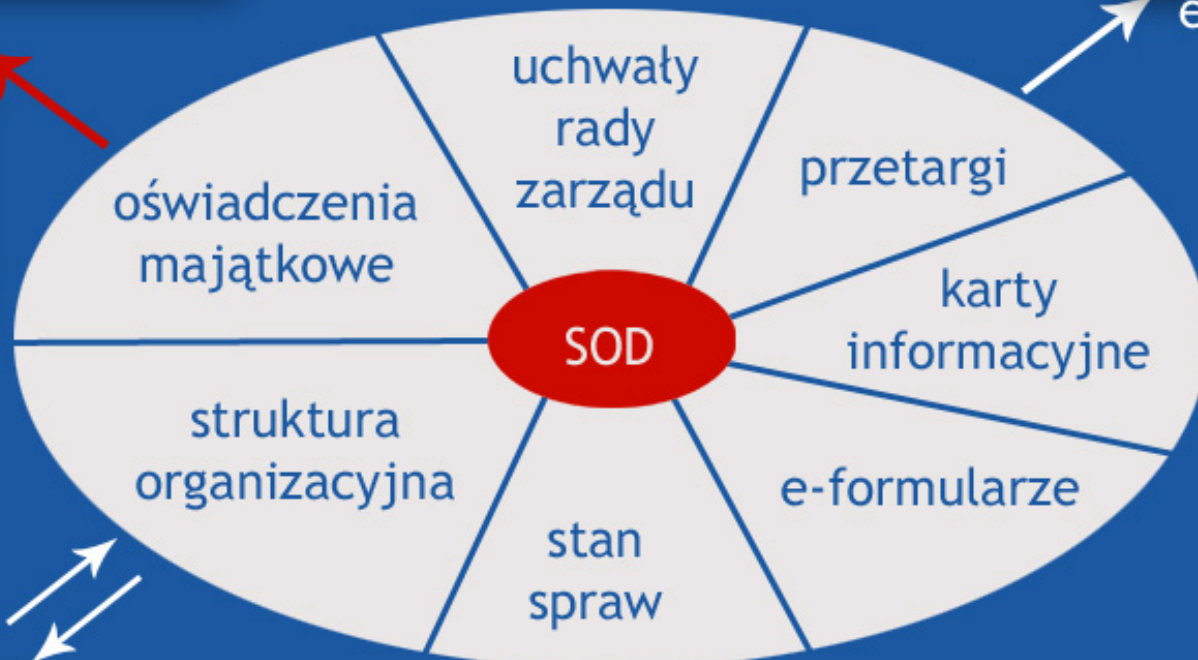 uchwały
rady
zarządu
przetargi
karty
informacyjne
e-formularze
stan
spraw
struktura
organizacyjna
oświadczenia
majątkowe
SOD